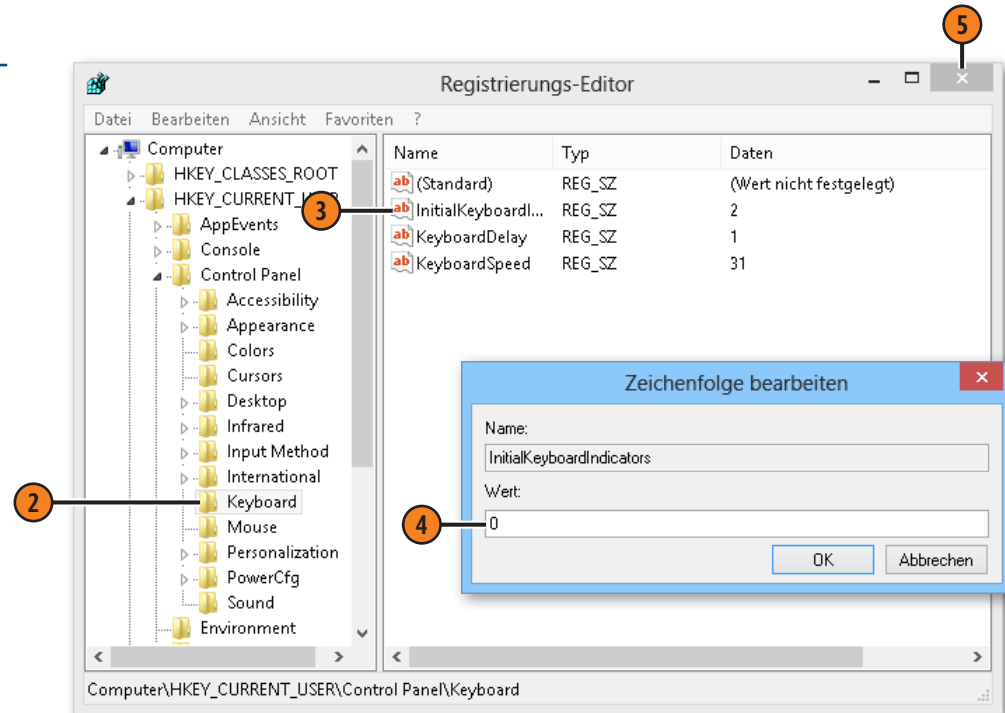 5
Registrierungs-Editor
Datei Bearbeiten Ansicht Favoriten ?
Computer
HKEY_CLASSES_ROOT
HKEY_CURRENT_
AppEvents
Console
Control Panel
Accessibility
Appearance
Colors
Cursors
Desktop
Infrared
Input Method
International
Keyboard
Mouse
Personalization
PowerCfg
Sound
Environment
2
3
Name Typ Daten
(Standard) REG_SZ (Wert nicht festgelegt)
InitialKeyboardI... REG_SZ 2
KeyboardDelay REG_SZ 1
KeyboardSpeed REG_SZ 31
Zeichenfolge bearbeiten
Name:
InitialKeyboardIndicators
Wert:
4
0
OK Abbrechen
Computer\HKEY_CURRENT_USER\Control Panel\Keyboard